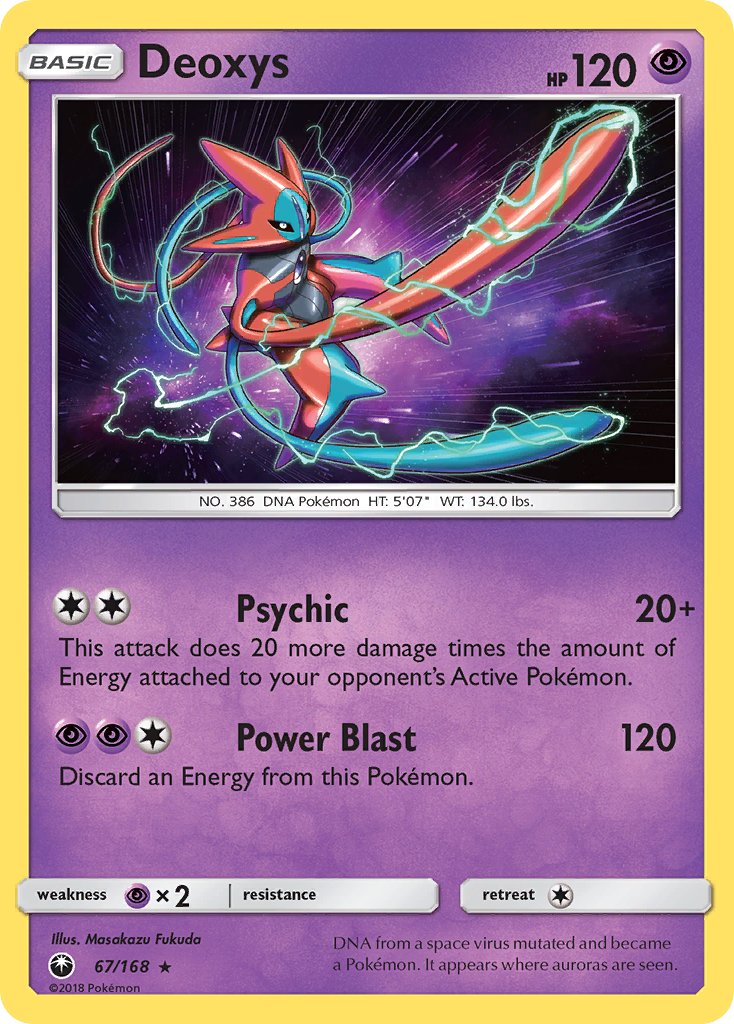 BASIC Deoxys HP 120
NO. 386 DNA Pokémon HT: 5'07" WT: 134.0 lbs.
Psychic 20+
This attack does 20 more damage times the amount of
Energy attached to your opponent's Active Pokémon.
Power Blast 120
Discard an Energy from this Pokémon.
weakness ×2 resistance retreat
Illus. Masakazu Fukuda
67/168 ★
©2018 Pokémon
DNA from a space virus mutated and became
a Pokémon. It appears where auroras are seen.